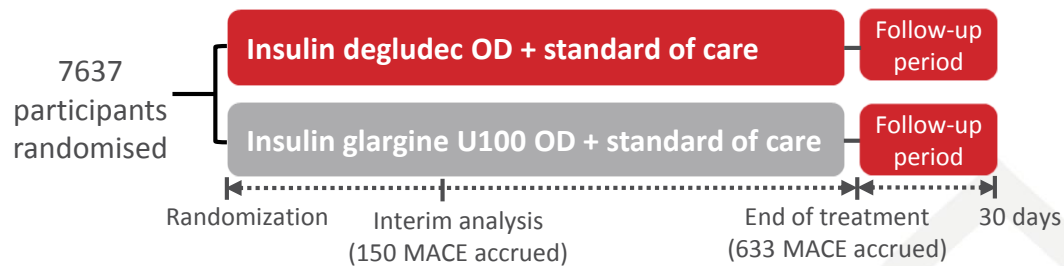 7637
participants
randomised
Insulin degludec OD + standard of care
Follow-up
period
Insulin glargine U100 OD + standard of care
Follow-up
period
Randomization
Interim analysis
(150 MACE accrued)
End of treatment
(633 MACE accrued)
30 days